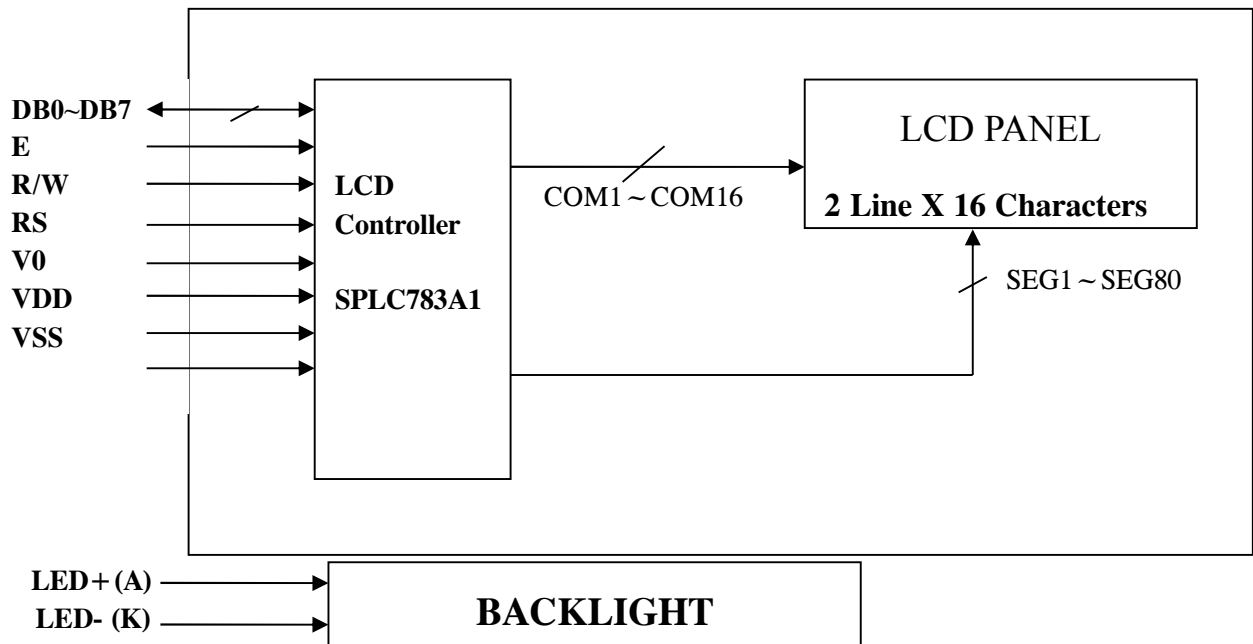 DB0~DB7
E
R/W
RS
V0
VDD
VSS
LCD
Controller
SPLC783A1
COM1～COM16
LCD PANEL
2 Line X 16 Characters
SEG1～SEG80
LED+(A)
LED- (K)
BACKLIGHT